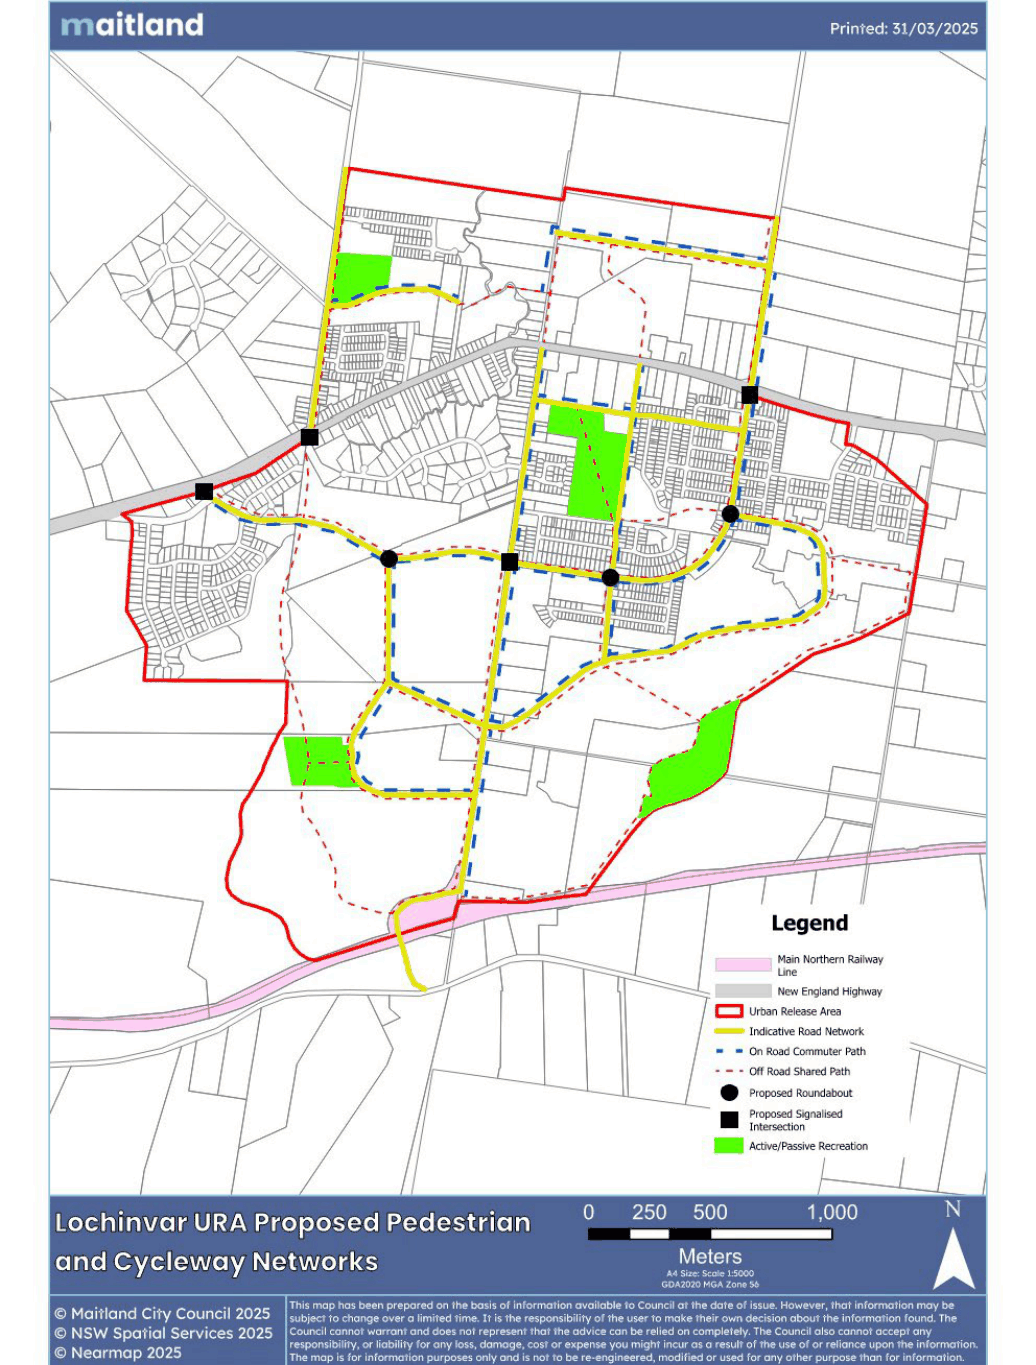 maitland
Printed: 31/03/2025
Legend
Main Northern Railway
Line
New England Highway
Urban Release Area
Indicative Road Network
On Road Commuter Path
Off Road Shared Path
Proposed Roundabout
Proposed Signalised
Intersection
Active/Passive Recreation
Lochinvar URA Proposed Pedestrian
and Cycleway Networks
0 250 500 1,000
Meters
A4 Size: Scale 1:5000
GDA2020 MGA Zone 56
N
© Maitland City Council 2025
© NSW Spatial Services 2025
© Nearmap 2025
This map has been prepared on the basis of information available to Council at the date of issue. However, that information may be
subject to change over a limited time. It is the responsibility of the user to make their own decision about the information found. The
Council cannot warrant and does not represent that the advice can be relied on completely. The Council also cannot accept any
responsibility, or liability for any loss, damage, cost or expense you might incur as a result of the use of or reliance upon the information.
The map is for information purposes only and is not to be re-engineered, modified or used for any other purpose than for information.